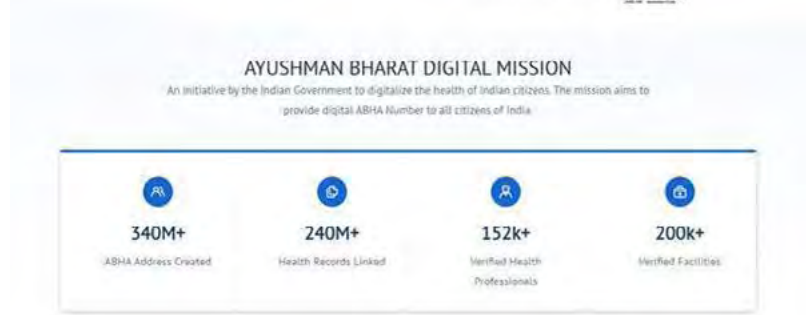 AYUSHMAN BHARAT DIGITAL MISSION
An Initiative by the Indian Government to digitalize the health of Indian citizens. The mission aims to
provide digital ABHA Number to all citizens of India
340M+
240M+
152k+
200k+
ABHA Address Created
Health Records Linked
Verified Health
Professionals
Verified Facilities